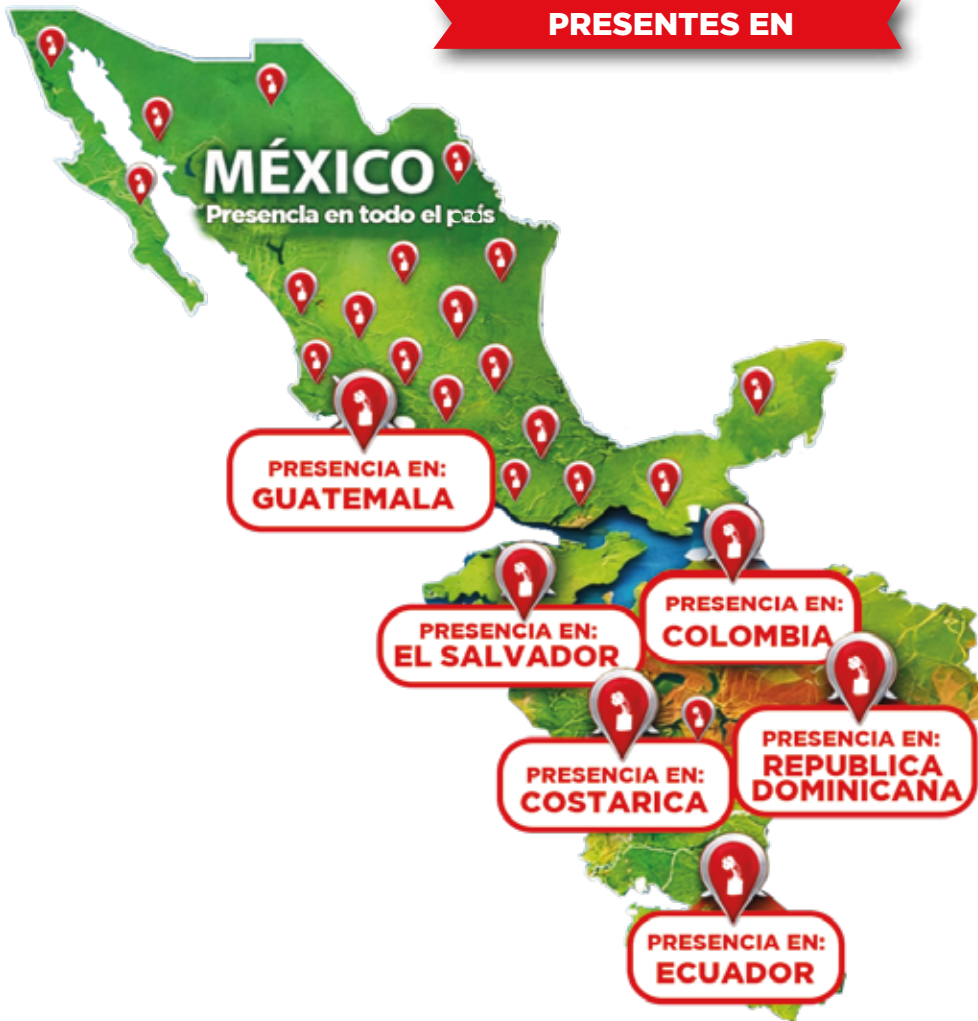 PRESENTES EN
MÉXICO
Presencia en todo el país
PRESENCIA EN:
GUATEMALA
PRESENCIA EN:
COLOMBIA
PRESENCIA EN:
EL SALVADOR
PRESENCIA EN:
REPUBLICA
DOMINICANA
PRESENCIA EN:
COSTARICA
PRESENCIA EN:
ECUADOR